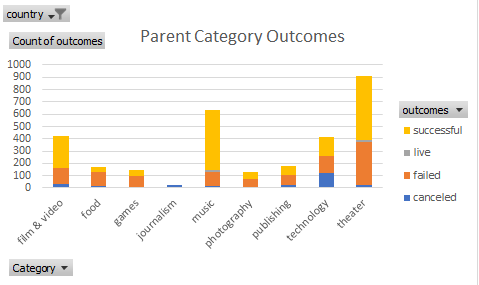 country
Count of outcomes
Parent Category Outcomes
1000
900
800
700
600
500
400
300
200
100
0
film & video
food
games
journalism
music
photography
publishing
technology
theater
outcomes
successful
live
failed
canceled
Category